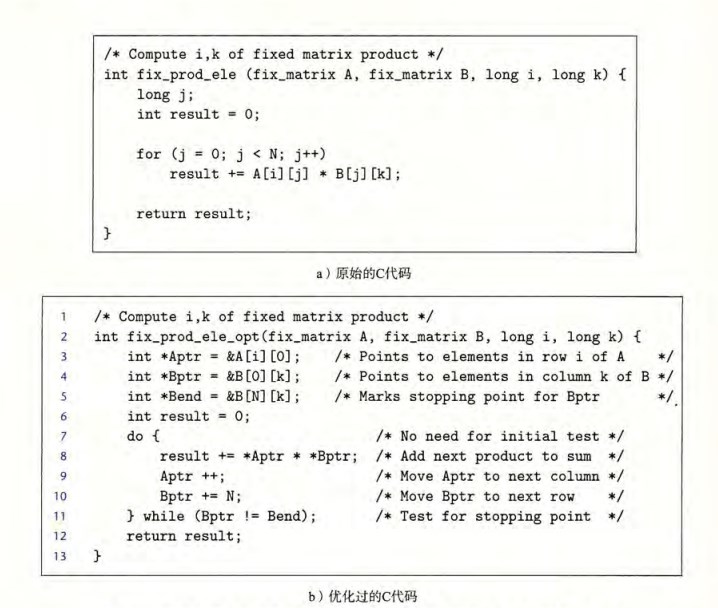 /* Compute i,k of fixed matrix product */
int fix_prod_ele (fix_matrix A, fix_matrix B, long i, long k) {
    long j;
    int result = 0;

    for (j = 0; j < N; j++)
        result += A[i][j] * B[j][k];

    return result;
}
a）原始的C代码
1    /* Compute i,k of fixed matrix product */
2    int fix_prod_ele_opt(fix_matrix A, fix_matrix B, long i, long k) {
3        int *Aptr = &A[i][0];    /* Points to elements in row i of A    */
4        int *Bptr = &B[0][k];    /* Points to elements in column k of B */
5        int *Bend = &B[N][k];    /* Marks stopping point for Bptr       */
6        int result = 0;
7        do {                         /* No need for initial test */
8            result += *Aptr * *Bptr; /* Add next product to sum  */
9            Aptr ++;                 /* Move Aptr to next column */
10           Bptr += N;               /* Move Bptr to next row    */
11       } while (Bptr != Bend);      /* Test for stopping point  */
12       return result;
13   }
b）优化过的C代码